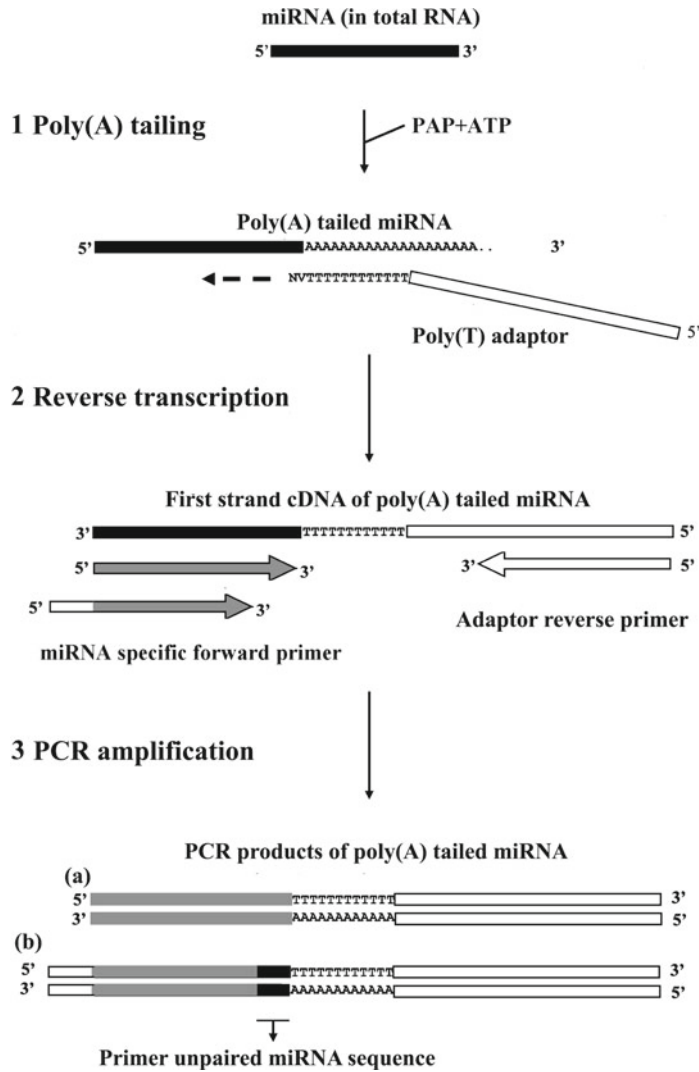 miRNA (in total RNA)
5' 3'
1 Poly(A) tailing
PAP+ATP
Poly(A) tailed miRNA
5' AAAAAAAAAAAAAAAAAAAA.. 3'
NVTTTTTTTTTTTT
5'
Poly(T) adaptor
2 Reverse transcription
First strand cDNA of poly(A) tailed miRNA
3' TTTTTTTTTTTT 5'
5' 3' 3' 5'
5' 3'
Adaptor reverse primer
miRNA specific forward primer
3 PCR amplification
PCR products of poly(A) tailed miRNA
(a)
5' TTTTTTTTTTTT 3'
3' AAAAAAAAAAAA 5'
(b)
5' TTTTTTTTTTTT 3'
3' AAAAAAAAAAAA 5'
Primer unpaired miRNA sequence